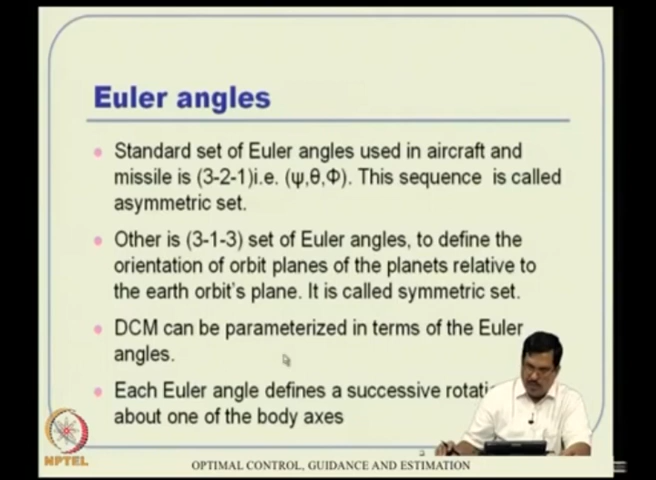 Euler angles
Standard set of Euler angles used in aircraft and
missile is (3-2-1)i.e. (ψ,θ,Φ). This sequence is called
asymmetric set.
Other is (3-1-3) set of Euler angles, to define the
orientation of orbit planes of the planets relative to
the earth orbit's plane. It is called symmetric set.
DCM can be parameterized in terms of the Euler
angles.
Each Euler angle defines a successive
about one of the body axes
NPTEL
OPTIMAL CONTROL, GUIDANCE AND ESTIMATION